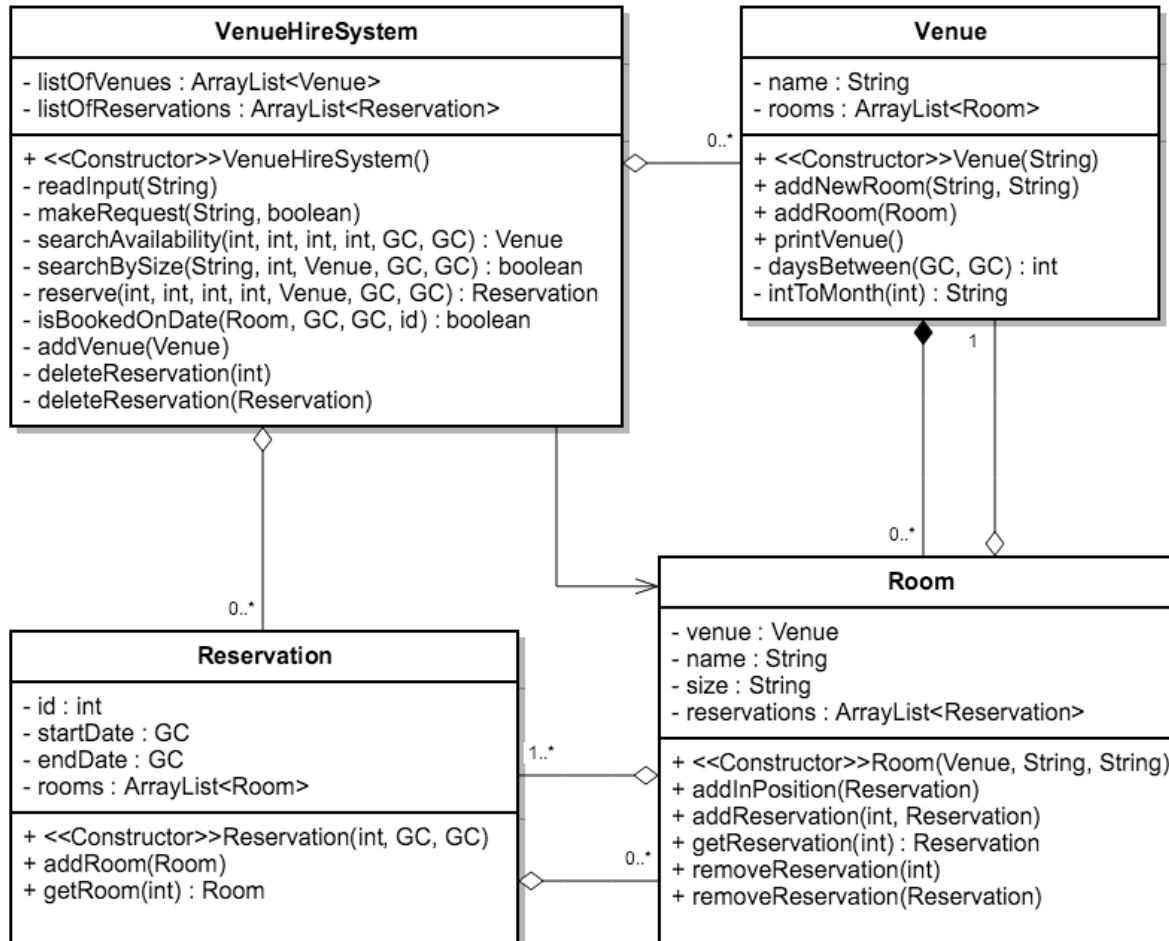 VenueHireSystem
- listOfVenues : ArrayList<Venue>
- listOfReservations : ArrayList<Reservation>
+ <<Constructor>>VenueHireSystem()
- readInput(String)
- makeRequest(String, boolean)
- searchAvailability(int, int, int, int, GC, GC) : Venue
- searchBySize(String, int, Venue, GC, GC) : boolean
- reserve(int, int, int, int, Venue, GC, GC) : Reservation
- isBookedOnDate(Room, GC, GC, id) : boolean
- addVenue(Venue)
- deleteReservation(int)
- deleteReservation(Reservation)
0..*
Venue
- name : String
- rooms : ArrayList<Room>
+ <<Constructor>>Venue(String)
+ addNewRoom(String, String)
+ addRoom(Room)
+ printVenue()
- daysBetween(GC, GC) : int
- intToMonth(int) : String
1
0..*
0..*
Reservation
- id : int
- startDate : GC
- endDate : GC
- rooms : ArrayList<Room>
+ <<Constructor>>Reservation(int, GC, GC)
+ addRoom(Room)
+ getRoom(int) : Room
1..*
0..*
Room
- venue : Venue
- name : String
- size : String
- reservations : ArrayList<Reservation>
+ <<Constructor>>Room(Venue, String, String)
+ addInPosition(Reservation)
+ addReservation(int, Reservation)
+ getReservation(int) : Reservation
+ removeReservation(int)
+ removeReservation(Reservation)